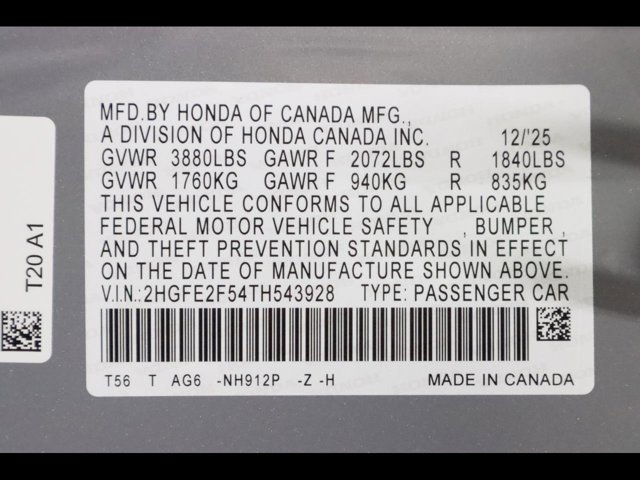 MFD.BY HONDA OF CANADA MFG.,
A DIVISION OF HONDA CANADA INC. 12/'25
GVWR 3880LBS GAWR F 2072LBS R 1840LBS
GVWR 1760KG GAWR F 940KG R 835KG
THIS VEHICLE CONFORMS TO ALL APPLICABLE
FEDERAL MOTOR VEHICLE SAFETY , BUMPER ,
AND THEFT PREVENTION STANDARDS IN EFFECT
ON THE DATE OF MANUFACTURE SHOWN ABOVE.
V.I.N.:2HGFE2F54TH543928 TYPE: PASSENGER CAR
T56 T AG6 -NH912P -Z -H MADE IN CANADA
T20 A1